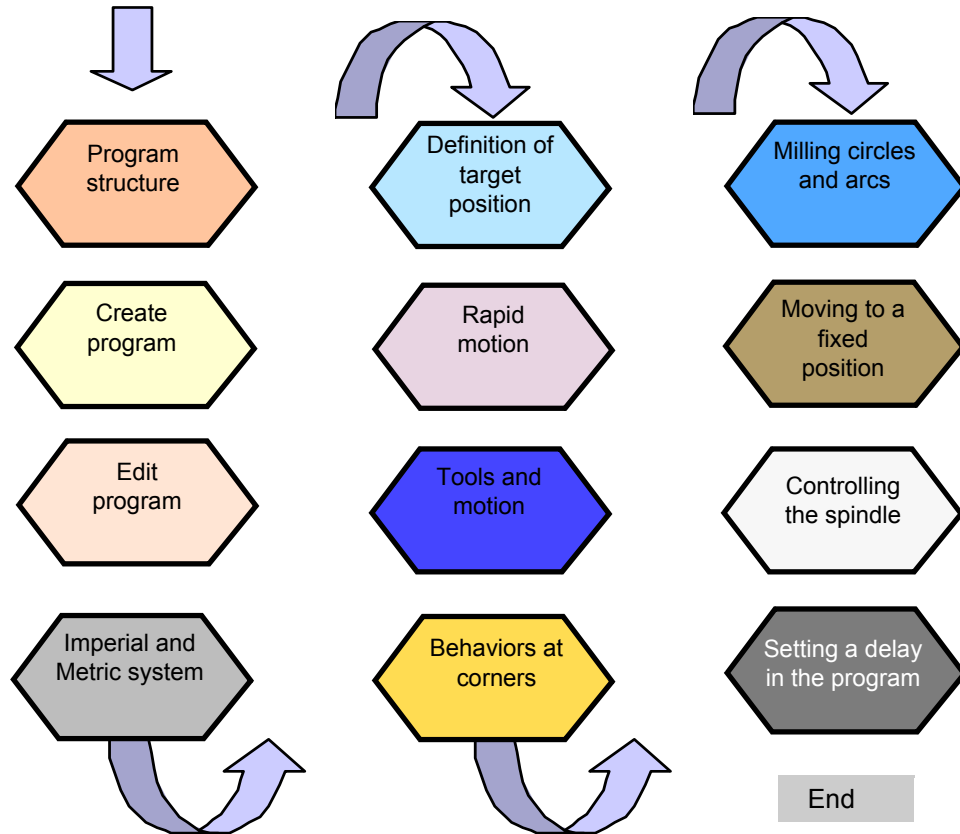 Program
structure
Create
program
Edit
program
Imperial and
Metric system
Definition of
target
position
Rapid
motion
Tools and
motion
Behaviors at
corners
Milling circles
and arcs
Moving to a
fixed
position
Controlling
the spindle
Setting a delay
in the program
End